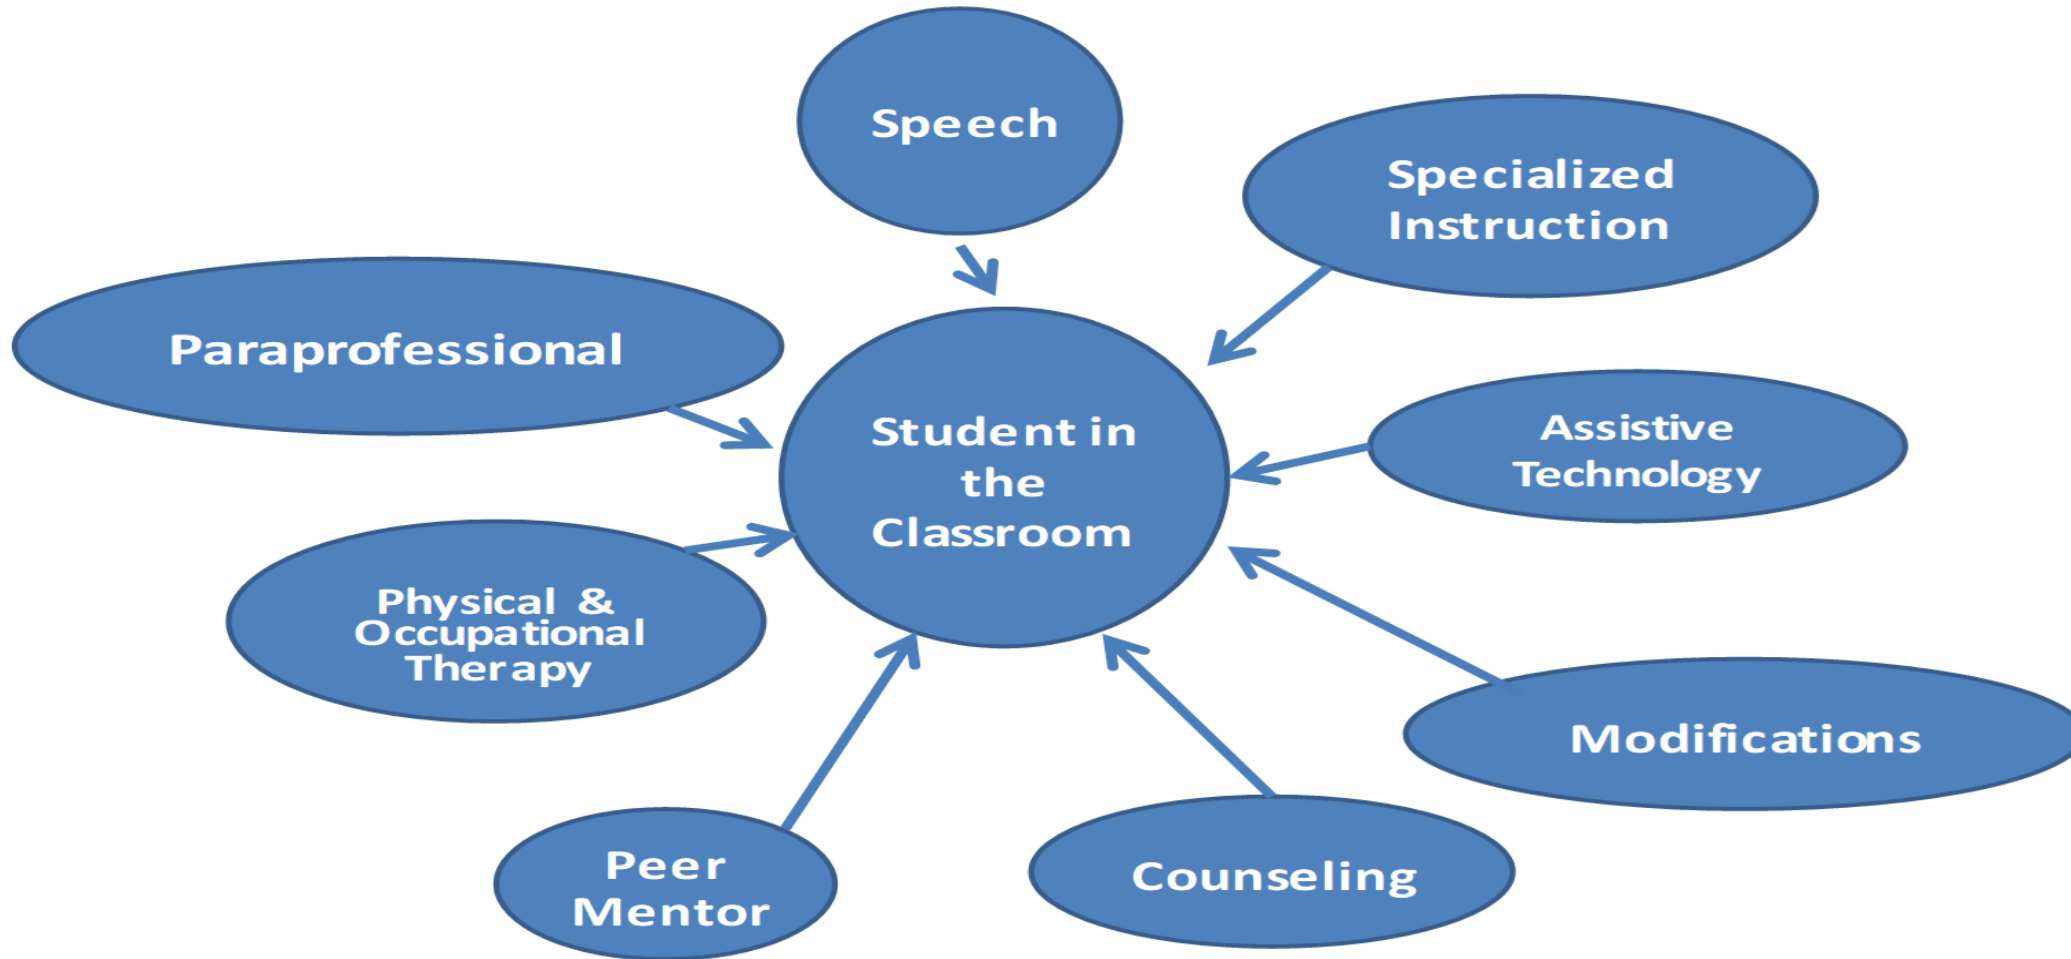 Speech
Specialized
Instruction
Paraprofessional
Student in
the
Classroom
Assistive
Technology
Physical & 
Occupational
Therapy
Modifications
Peer
Mentor
Counseling